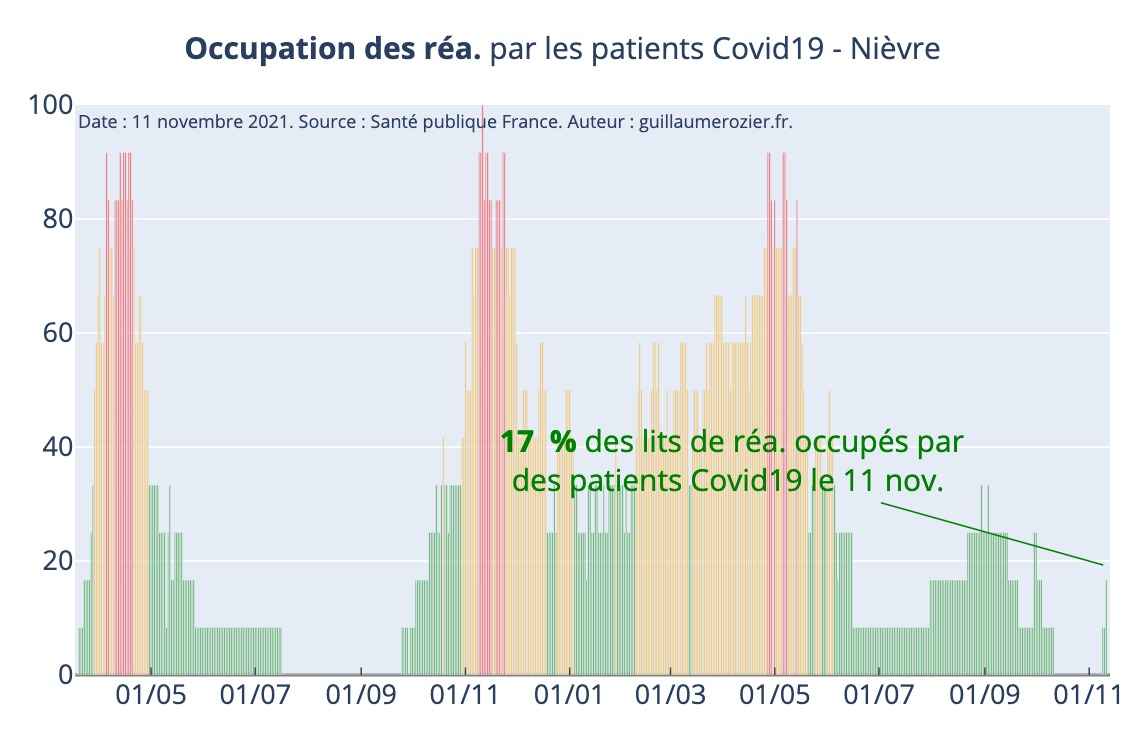 Occupation des réa. par les patients Covid19 - Nièvre
100
Date : 11 novembre 2021. Source : Santé publique France. Auteur : guillaumerozier.fr.
80
60
40
17 % des lits de réa. occupés par
des patients Covid19 le 11 nov.
20
0
01/05 01/07 01/09 01/11 01/01 01/03 01/05 01/07 01/09 01/11